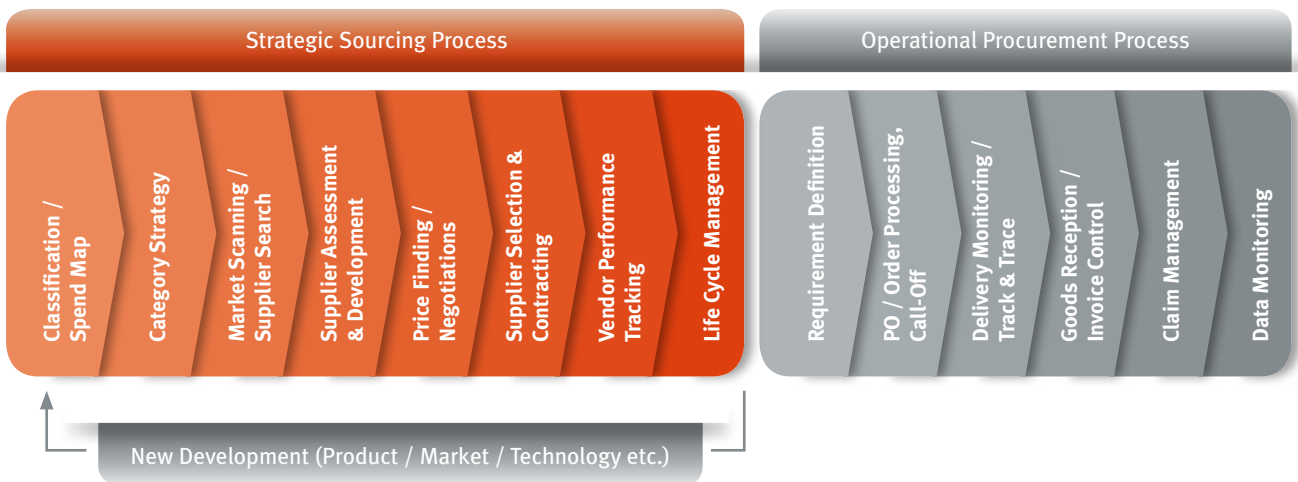 Strategic Sourcing Process
Operational Procurement Process
Classification /
Spend Map
Category Strategy
Market Scanning /
Supplier Search
Supplier Assessment
& Development
Price Finding /
Negotiations
Supplier Selection &
Contracting
Vendor Performance
Tracking
Life Cycle Management
Requirement Definition
PO / Order Processing,
Call-Off
Delivery Monitoring /
Track & Trace
Goods Reception /
Invoice Control
Claim Management
Data Monitoring
New Development (Product / Market / Technology etc.)